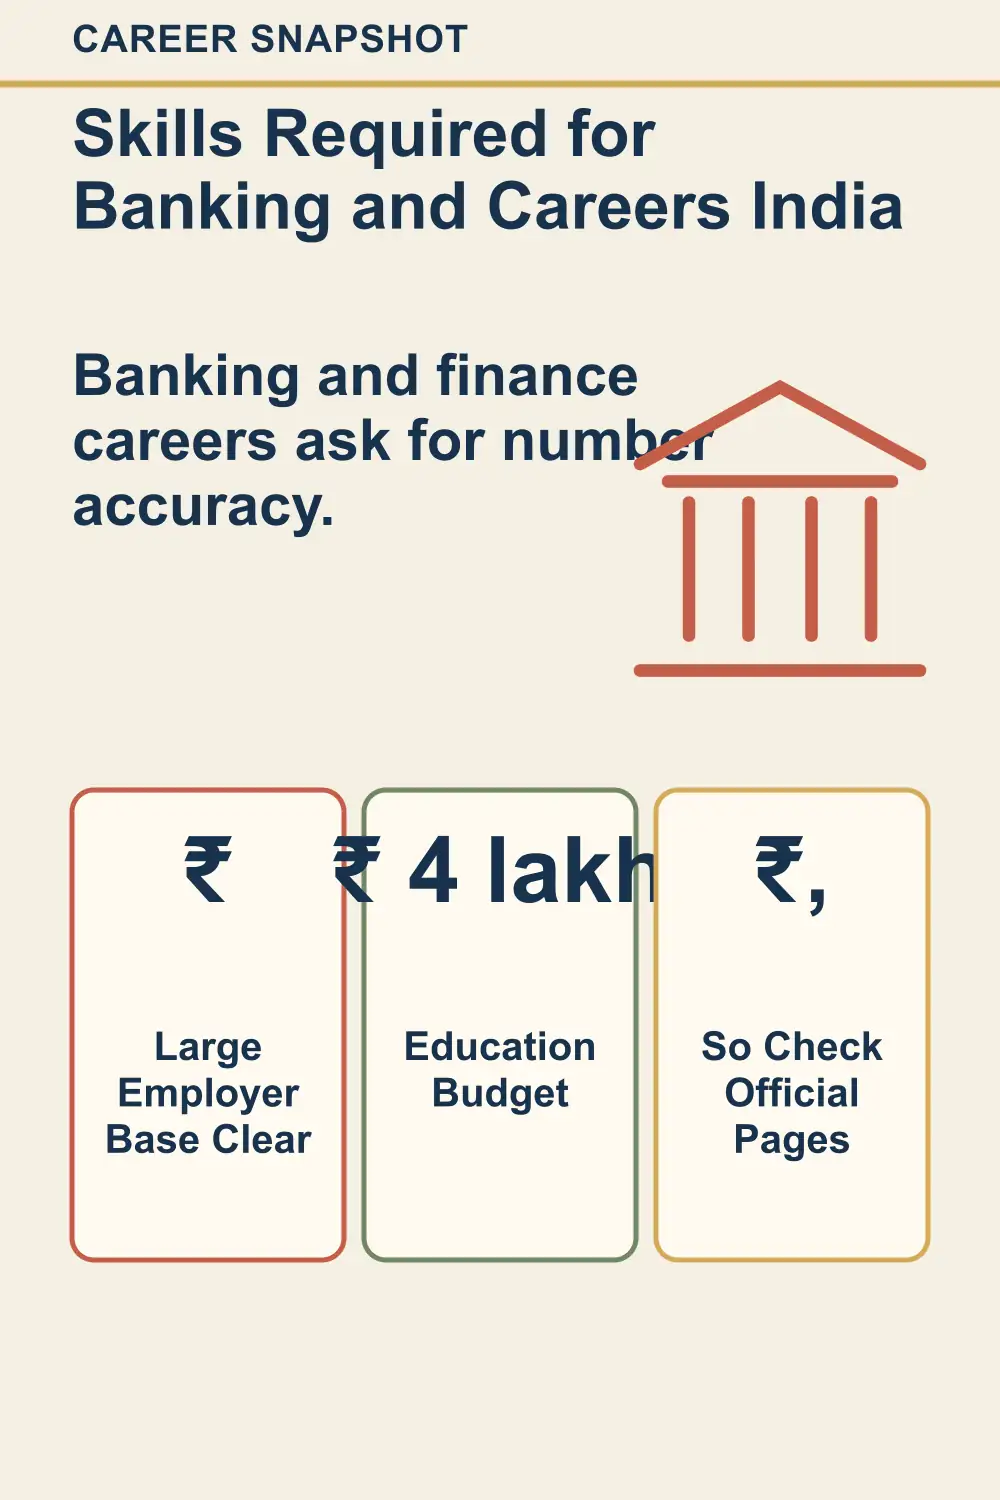 CAREER SNAPSHOT
Skills Required for
Banking and Careers India
Banking and finance
careers ask for number
accuracy.
₹
₹ 4 lakh
₹,
Large
Employer
Base Clear
Education
Budget
So Check
Official
Pages